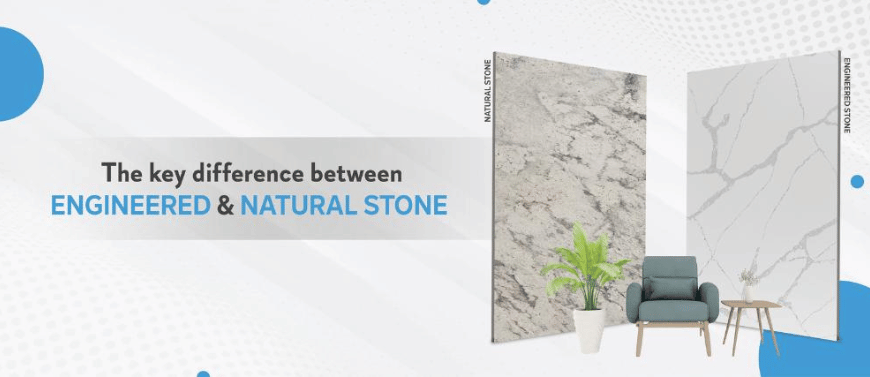 The key difference between
ENGINEERED & NATURAL STONE
NATURAL STONE
ENGINEERED STONE